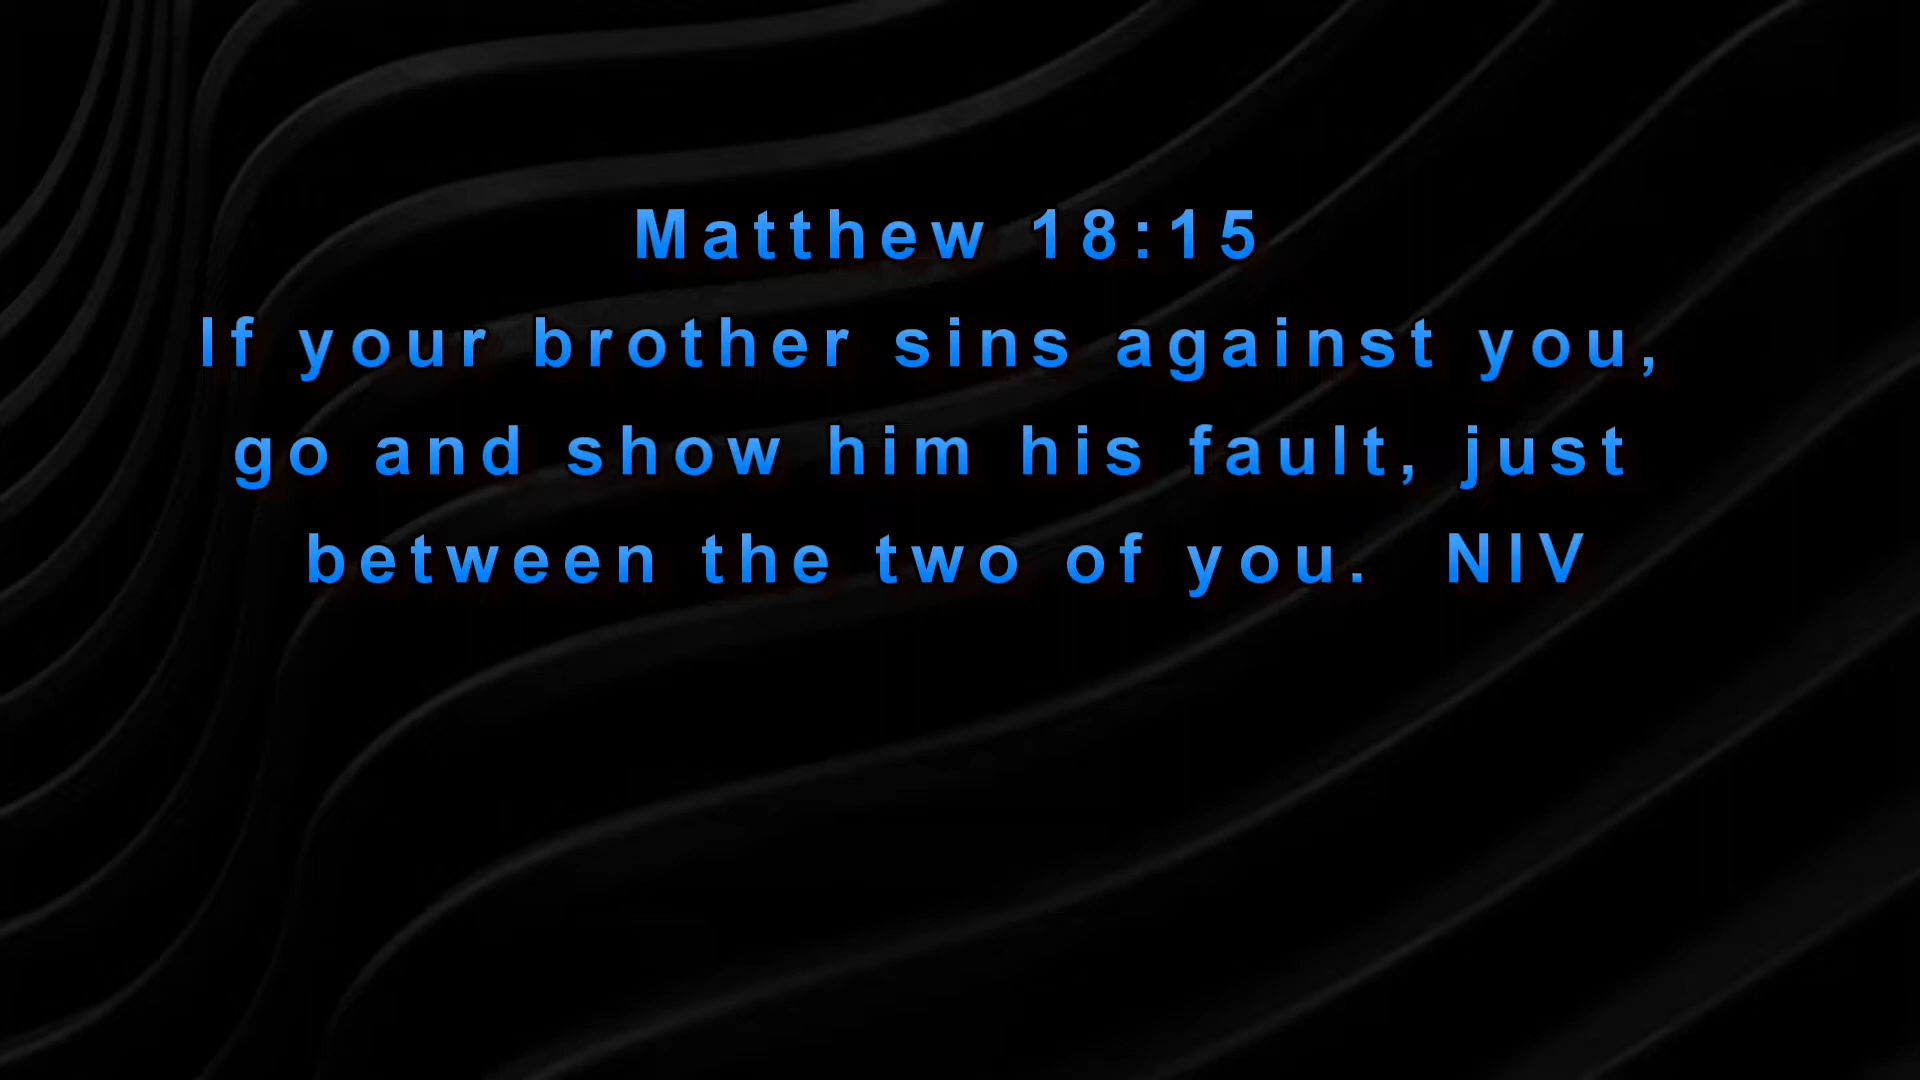 Matthew 18:15
If your brother sins against you,
go and show him his fault, just
between the two of you.  NIV